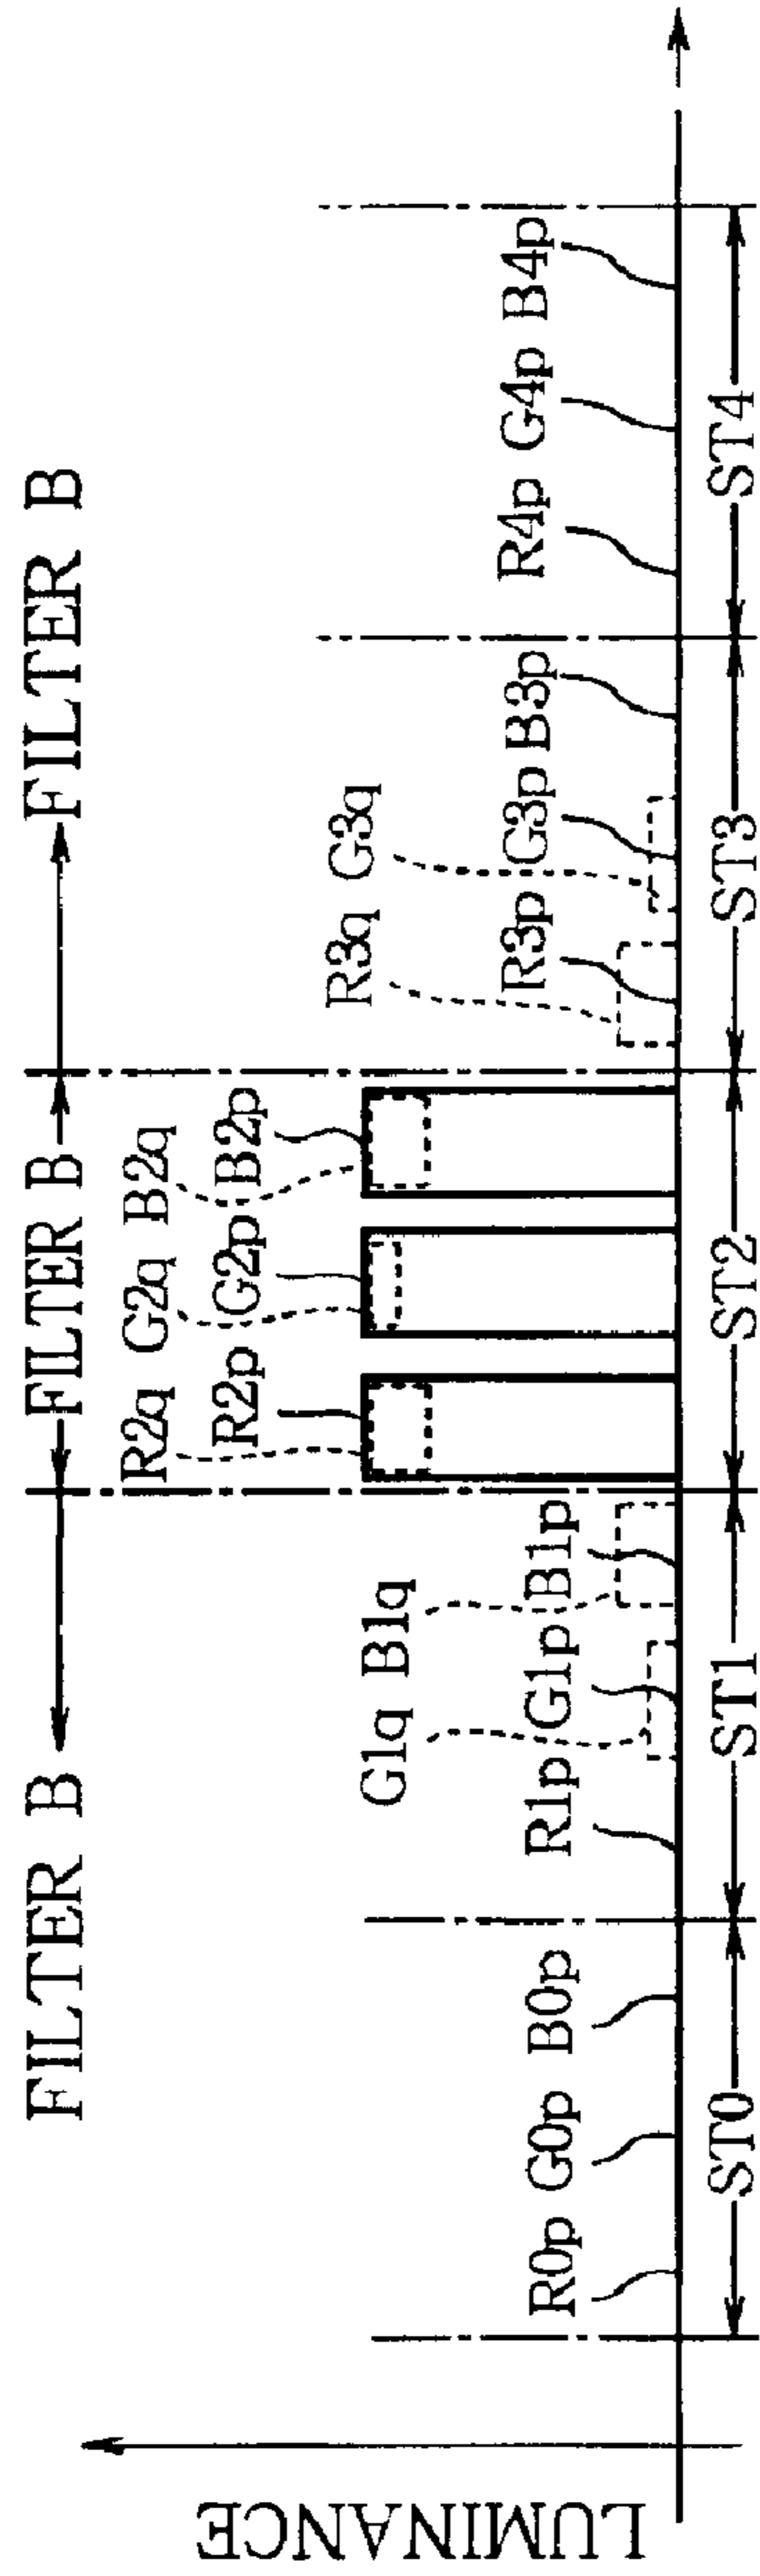 FILTER B FILTER B FILTER B
R2q G2q B2q
R2p G2p B2p
G1q B1q R3q G3q
R0p G0p B0p R1p G1p B1p R3p G3p B3p R4p G4p B4p
ST0 ST1 ST2 ST3 ST4
LUMINANCE